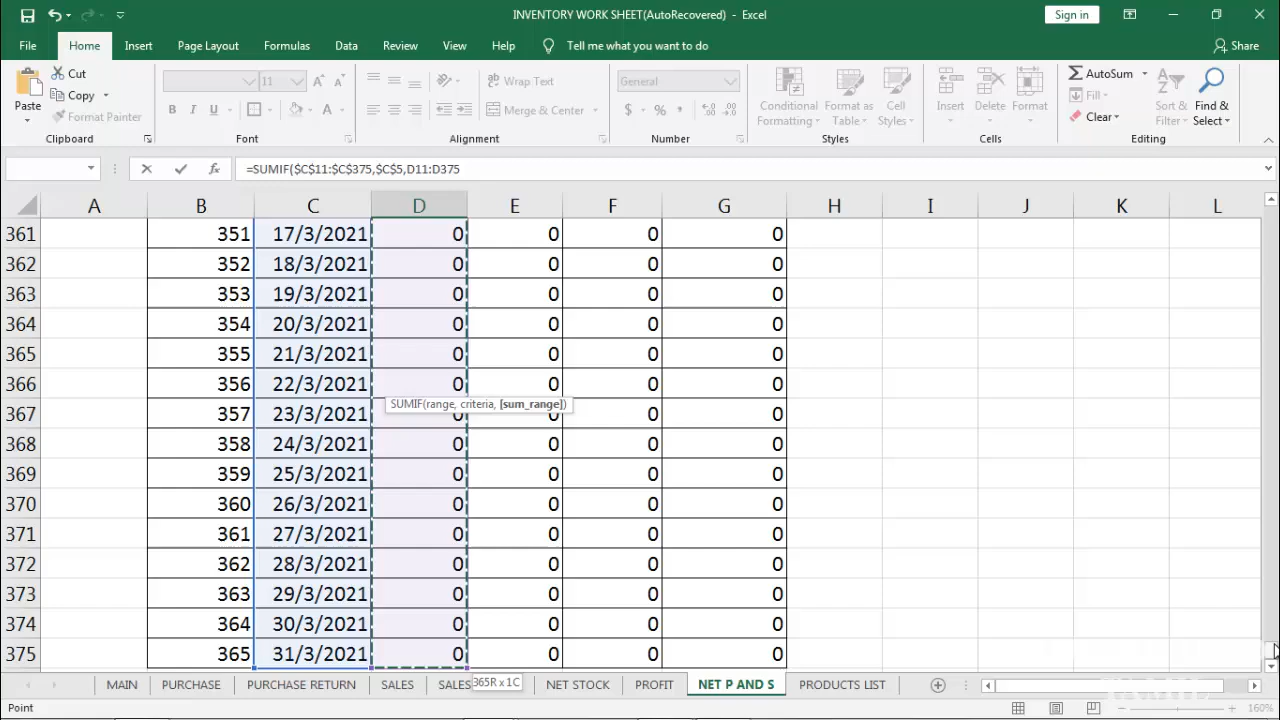 INVENTORY WORK SHEET(AutoRecovered) - Excel
Sign in
File Home Insert Page Layout Formulas Data Review View Help Tell me what you want to do Share
Paste Cut Copy Format Painter
11 B I U A
Wrap Text Merge & Center
General $ %
Conditional Formatting Format as Table Cell Styles
Insert Delete Format
AutoSum Fill Clear Sort & Filter Find & Select
Clipboard Font Alignment Number Styles Cells Editing
fx =SUMIF($C$11:$C$375,$C$5,D11:D375
A B C D E F G H I J K L
361 351 17/3/2021 0 0 0 0
362 352 18/3/2021 0 0 0 0
363 353 19/3/2021 0 0 0 0
364 354 20/3/2021 0 0 0 0
365 355 21/3/2021 0 0 0 0
366 356 22/3/2021 0 0 0 0
SUMIF(range, criteria, [sum_range])
367 357 23/3/2021 0 0 0 0
368 358 24/3/2021 0 0 0 0
369 359 25/3/2021 0 0 0 0
370 360 26/3/2021 0 0 0 0
371 361 27/3/2021 0 0 0 0
372 362 28/3/2021 0 0 0 0
373 363 29/3/2021 0 0 0 0
374 364 30/3/2021 0 0 0 0
375 365 31/3/2021 0 0 0 0
MAIN PURCHASE PURCHASE RETURN SALES SALES 365R x 1C NET STOCK PROFIT NET P AND S PRODUCTS LIST
Point 160%